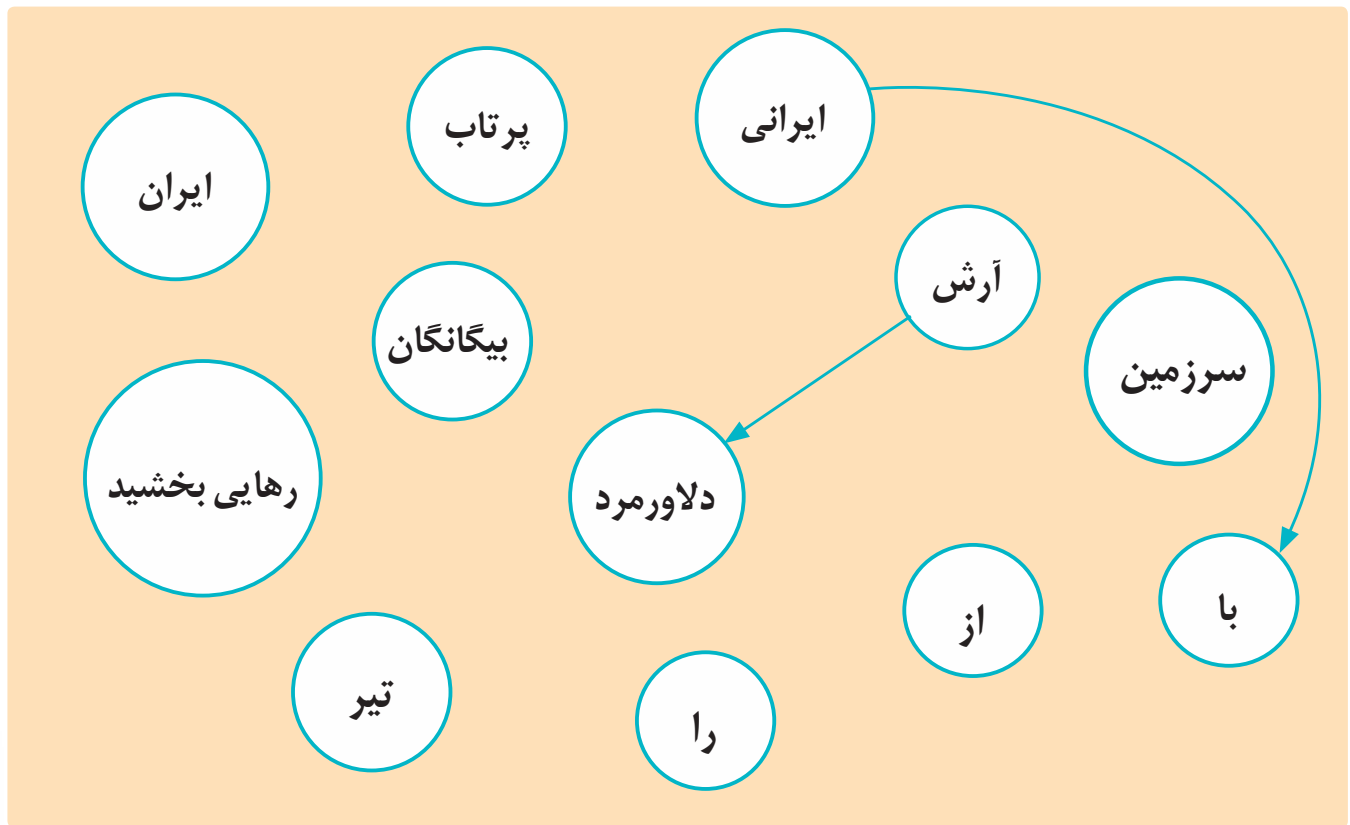 ایرانی
پرتاب
ایران
آرش
سرزمین
بیگانگان
دلاورمرد
رهایی بخشید
با
از
تیر
را